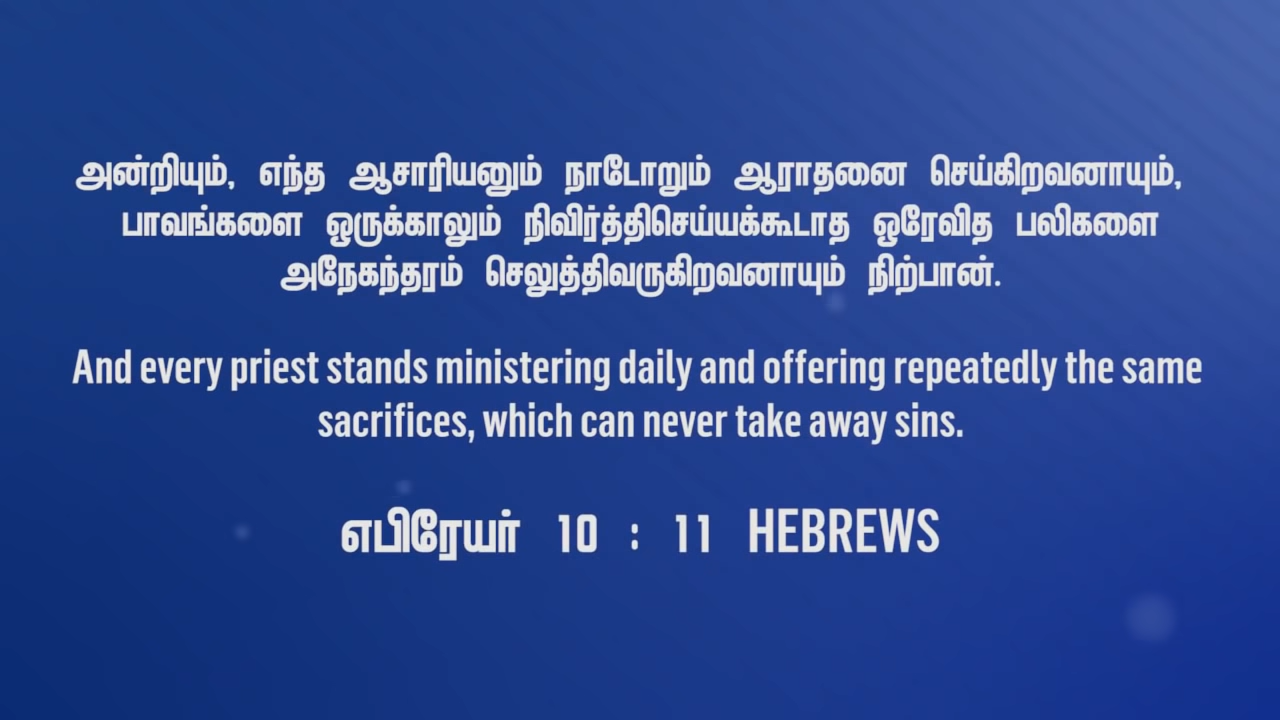 அன்றியும், எந்த ஆசாரியனும் நாடோறும் ஆராதனை செய்கிறவனாயும்,
பாவங்களை ஒருக்காலும் நிவிர்த்திசெய்யக்கூடாத ஒரேவித பலிகளை
அநேகந்தரம் செலுத்திவருகிறவனாயும் நிற்பான்.
And every priest stands ministering daily and offering repeatedly the same
sacrifices, which can never take away sins.
எபிரேயர் 10 : 11 HEBREWS